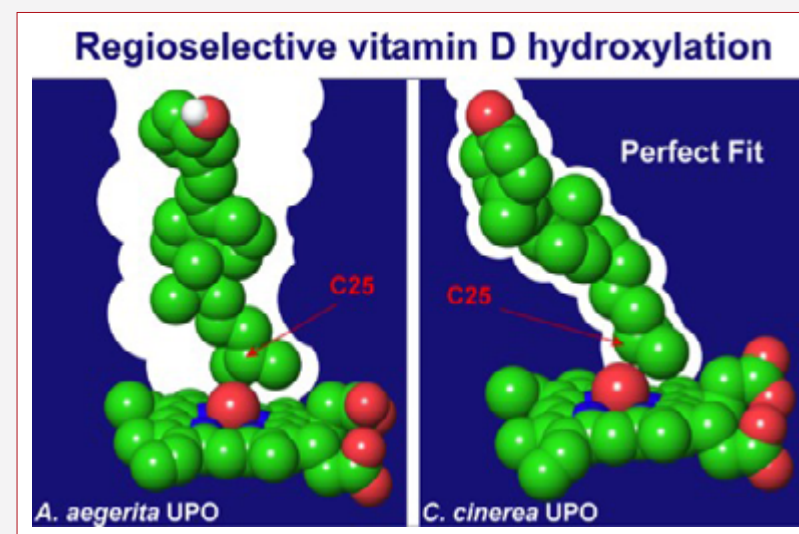 Regioselective vitamin D hydroxylation
Perfect Fit
C25
C25
A. aegerita UPO
C. cinerea UPO